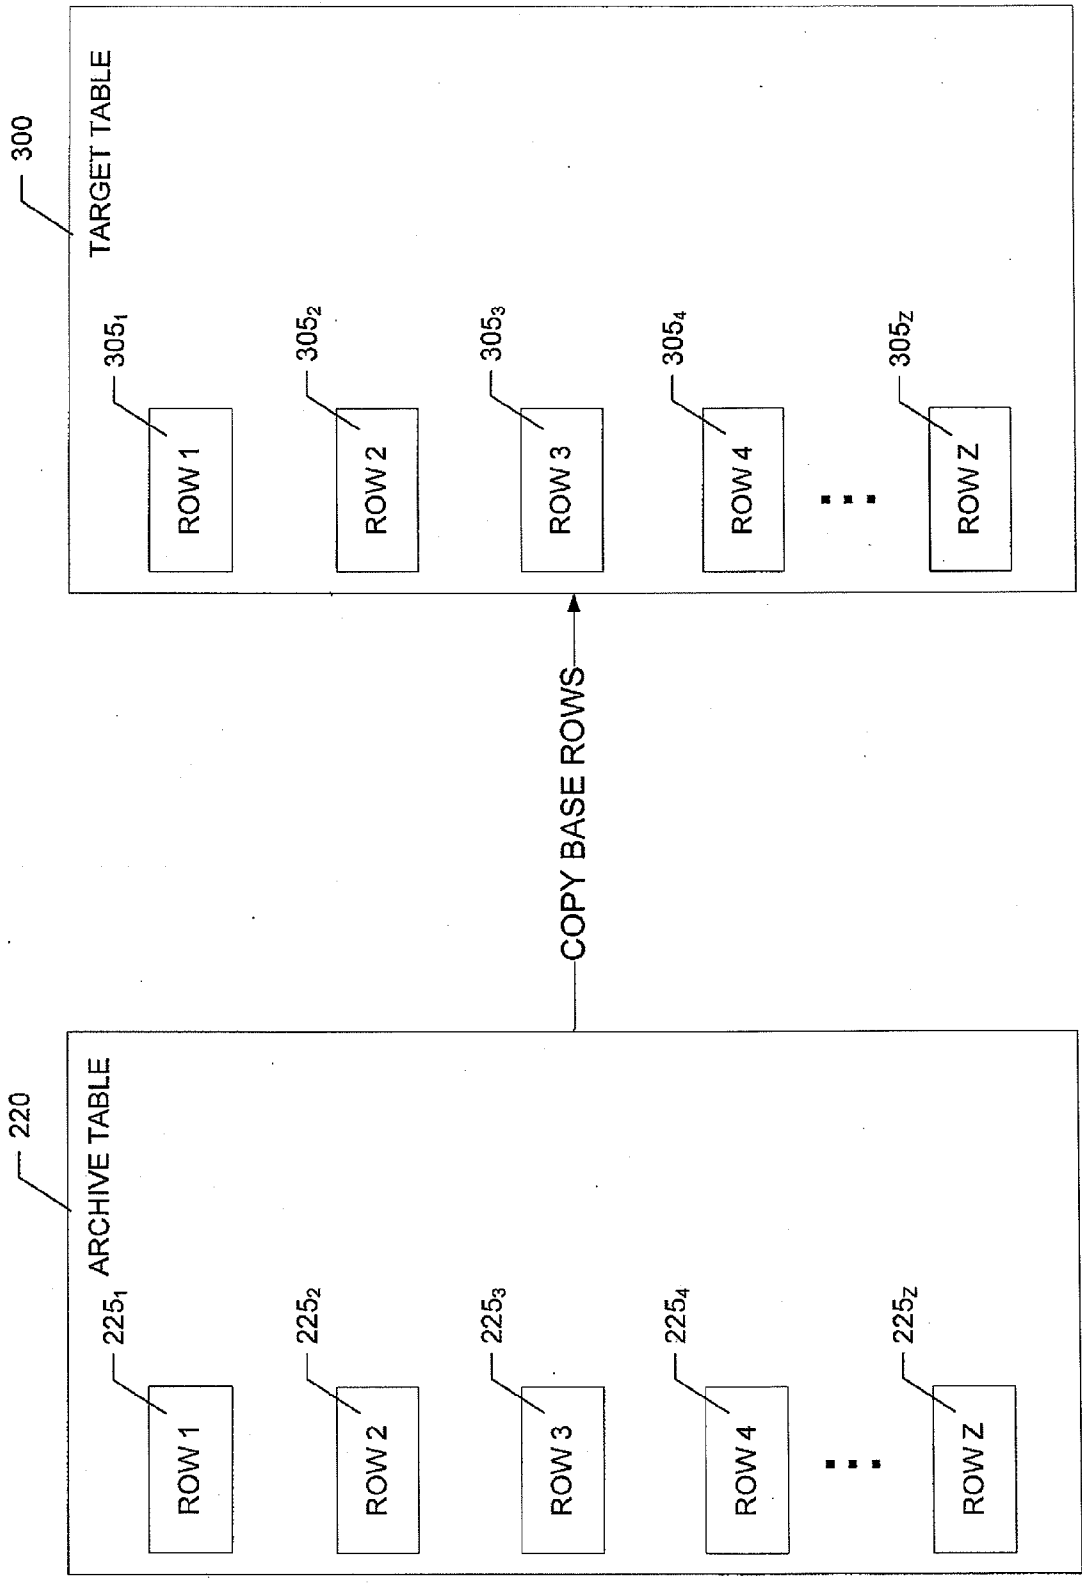 220
ARCHIVE TABLE
225₁
ROW 1
225₂
ROW 2
225₃
ROW 3
225₄
ROW 4
225Z
ROW Z
COPY BASE ROWS
300
TARGET TABLE
305₁
ROW 1
305₂
ROW 2
305₃
ROW 3
305₄
ROW 4
305Z
ROW Z